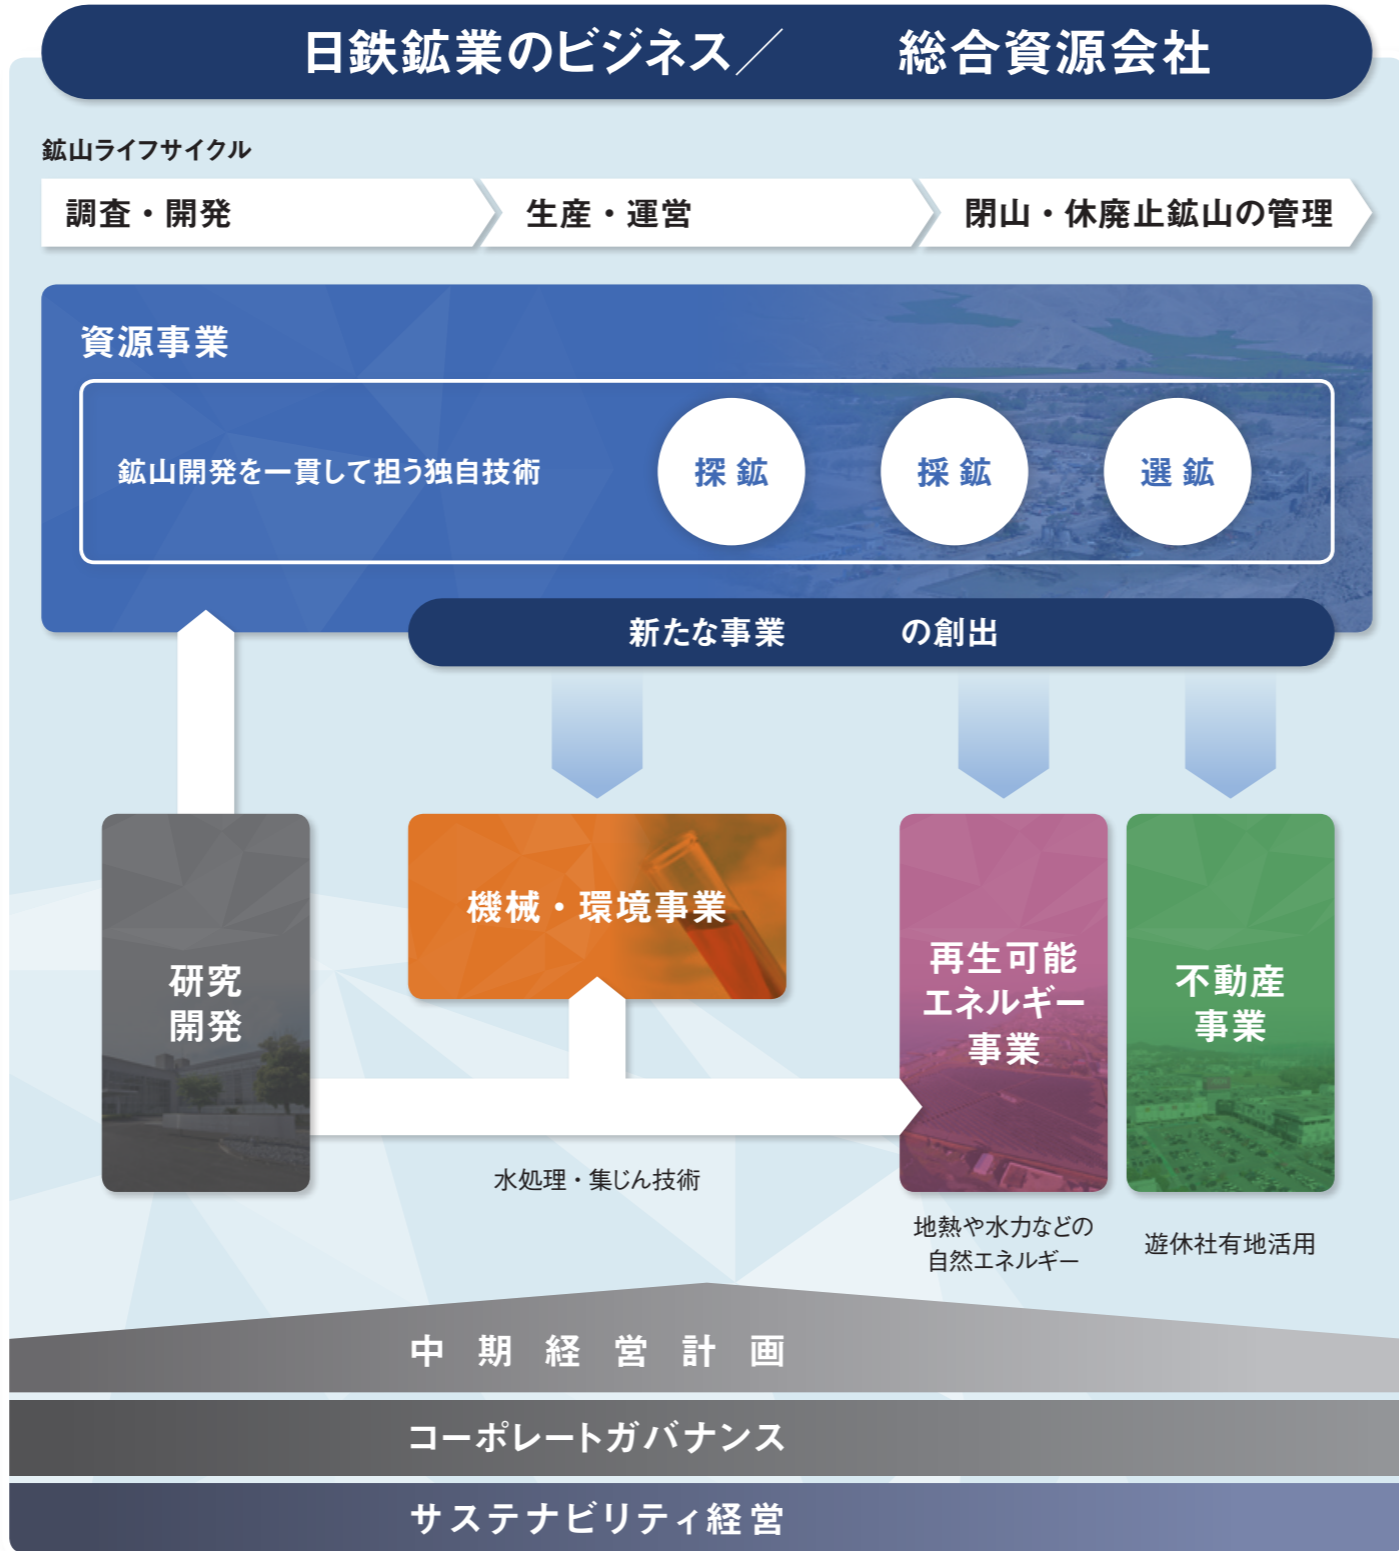 日鉄鉱業のビジネス／　総合資源会社
鉱山ライフサイクル
調査・開発
生産・運営
閉山・休廃止鉱山の管理
資源事業
鉱山開発を一貫して担う独自技術
探鉱
採鉱
選鉱
新たな事業　の創出
機械・環境事業
研究
開発
再生可能
エネルギー
事業
不動産
事業
水処理・集じん技術
地熱や水力などの
自然エネルギー
遊休社有地活用
中期経営計画
コーポレートガバナンス
サステナビリティ経営